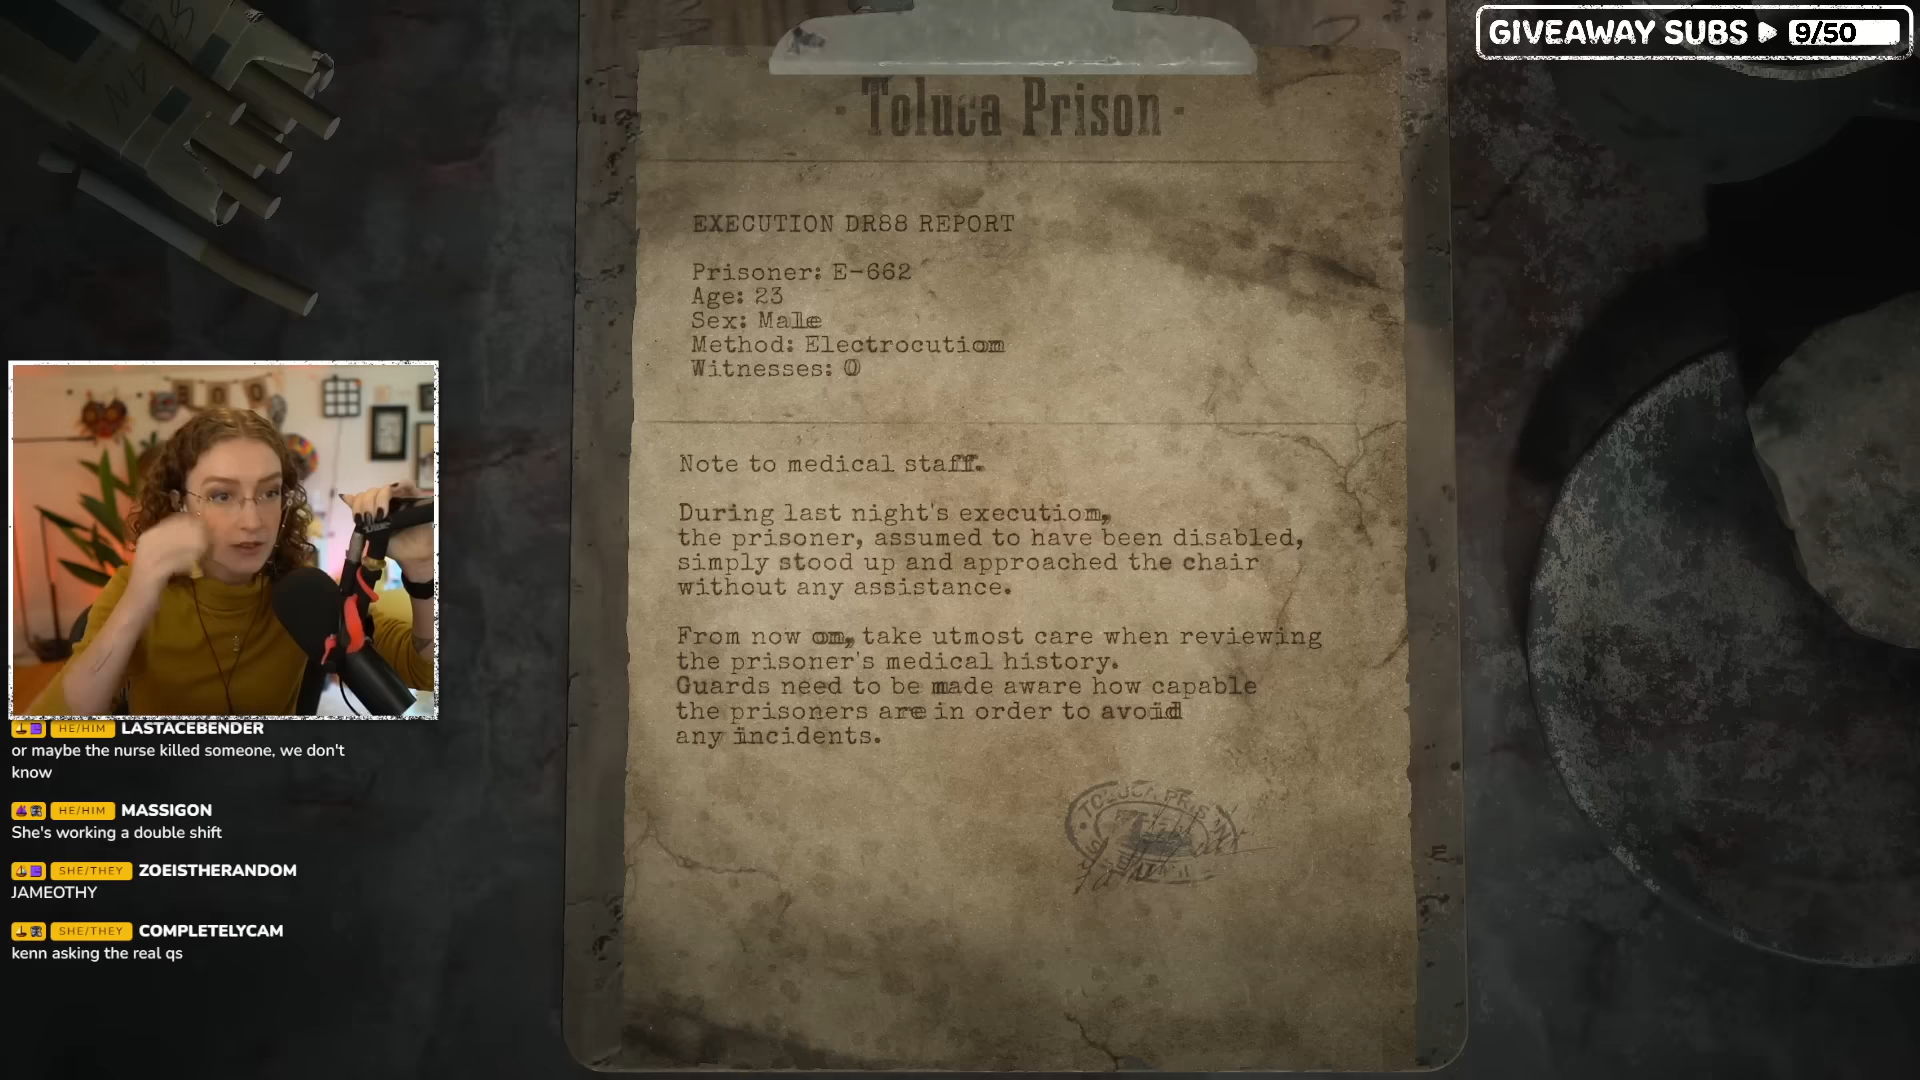 GIVEAWAY SUBS 9/50
· Toluca Prison ·
EXECUTION DR88 REPORT
Prisoner: E-662
Age: 23
Sex: Male
Method: Electrocutiom
Witnesses: 0
Note to medical staff.
During last night's executiom,
the prisoner, assumed to have been disabled,
simply stood up and approached the chair
without any assistance.
From now om, take utmost care when reviewing
the prisoner's medical history.
Guards need to be made aware how capable
the prisoners are in order to avoid
any incidents.
TOLUCA PRIS
HE/HIM LASTACEBENDER
or maybe the nurse killed someone, we don't
know
HE/HIM MASSIGON
She's working a double shift
SHE/THEY ZOEISTHERANDOM
JAMEOTHY
SHE/THEY COMPLETELYCAM
kenn asking the real qs